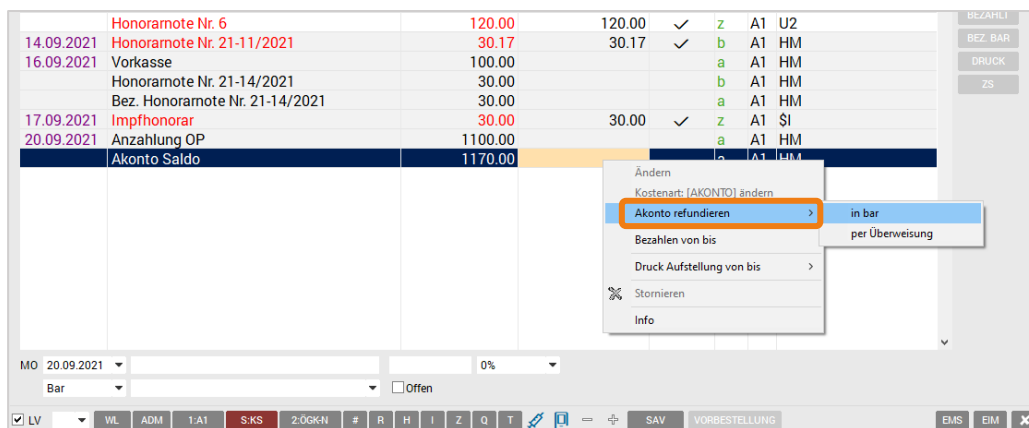 Honorarnote Nr. 6 120.00 120.00 ✓ z A1 U2 BEZAHLT
14.09.2021 Honorarnote Nr. 21-11/2021 30.17 30.17 ✓ b A1 HM BEZ. BAR
16.09.2021 Vorkasse 100.00 a A1 HM DRUCK
Honorarnote Nr. 21-14/2021 30.00 b A1 HM ZS
Bez. Honorarnote Nr. 21-14/2021 30.00 a A1 HM
17.09.2021 Impfhonorar 30.00 30.00 ✓ z A1 $I
20.09.2021 Anzahlung OP 1100.00 a A1 HM
Akonto Saldo 1170.00 a A1 HM
Ändern
Kostenart: [AKONTO] ändern
Akonto refundieren > in bar
per Überweisung
Bezahlen von bis
Druck Aufstellung von bis >
Stornieren
Info
MO 20.09.2021 0%
Bar Offen
LV WL ADM 1:A1 S:KS 2:ÖGK-N # R H I Z Q T SAV VORBESTELLUNG EMS EIM X